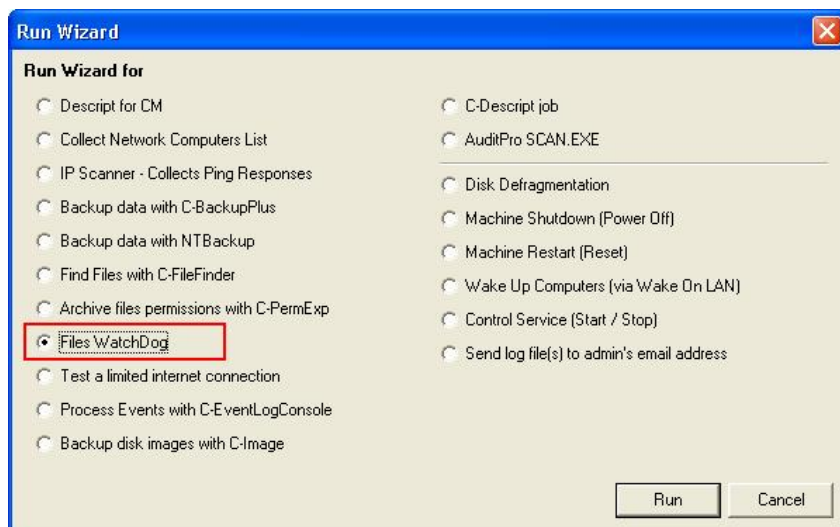 Run Wizard
Run Wizard for
Descript for CM
Collect Network Computers List
IP Scanner - Collects Ping Responses
Backup data with C-BackupPlus
Backup data with NTBackup
Find Files with C-FileFinder
Archive files permissions with C-PermExp
Files WatchDog
Test a limited internet connection
Process Events with C-EventLogConsole
Backup disk images with C-Image
C-Descript job
AuditPro SCAN.EXE
Disk Defragmentation
Machine Shutdown (Power Off)
Machine Restart (Reset)
Wake Up Computers (via Wake On LAN)
Control Service (Start / Stop)
Send log file(s) to admin's email address
Run
Cancel